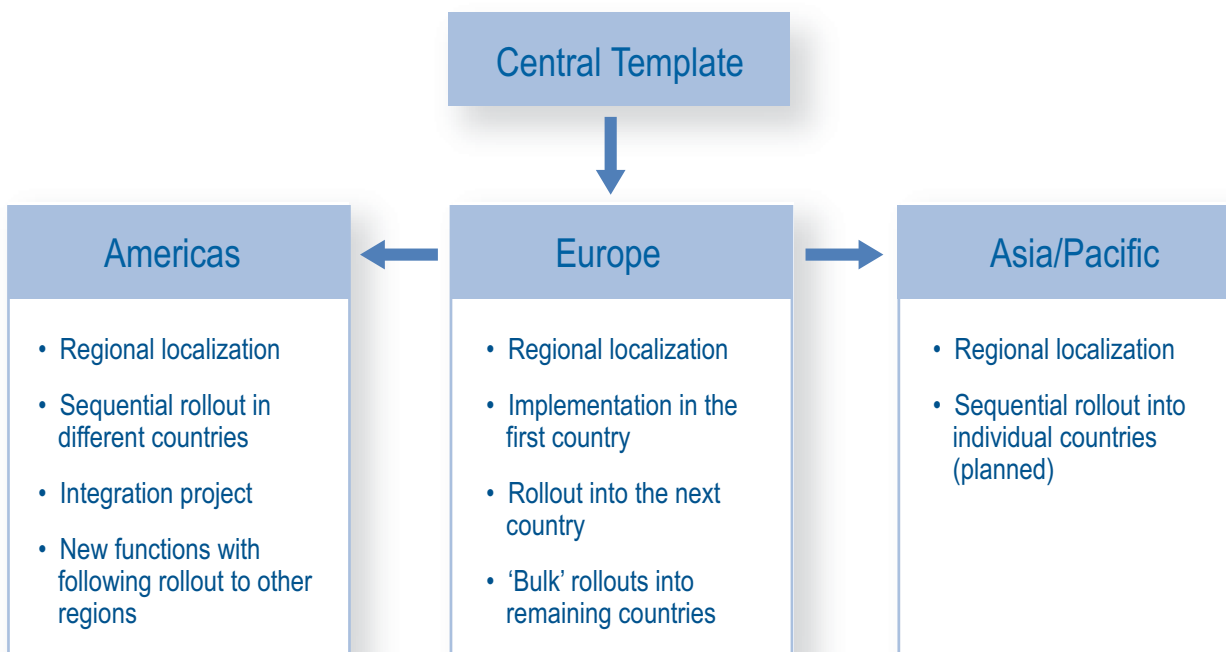 Central Template
Americas
• Regional localization
• Sequential rollout in
different countries
• Integration project
• New functions with
following rollout to other
regions
Europe
• Regional localization
• Implementation in the
first country
• Rollout into the next
country
• ‘Bulk’ rollouts into
remaining countries
Asia/Pacific
• Regional localization
• Sequential rollout into
individual countries
(planned)